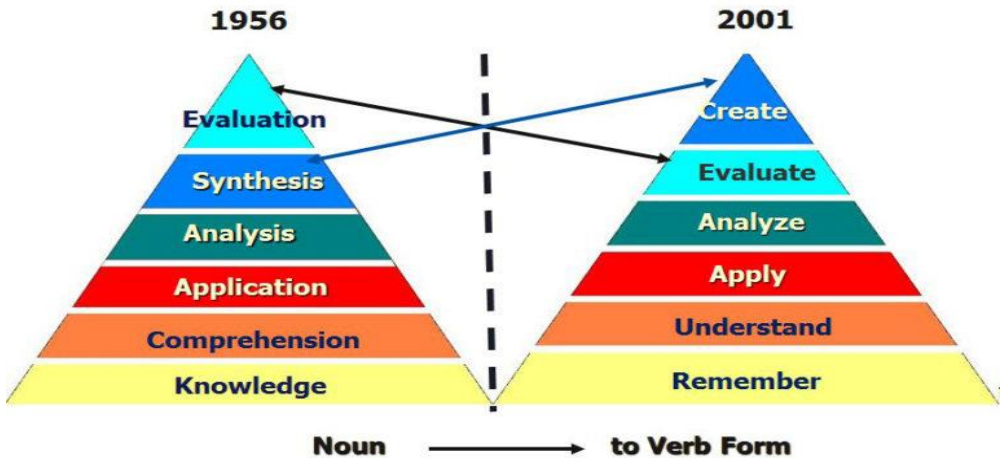 1956
Evaluation
Synthesis
Analysis
Application
Comprehension
Knowledge
2001
Create
Evaluate
Analyze
Apply
Understand
Remember
Noun to Verb Form